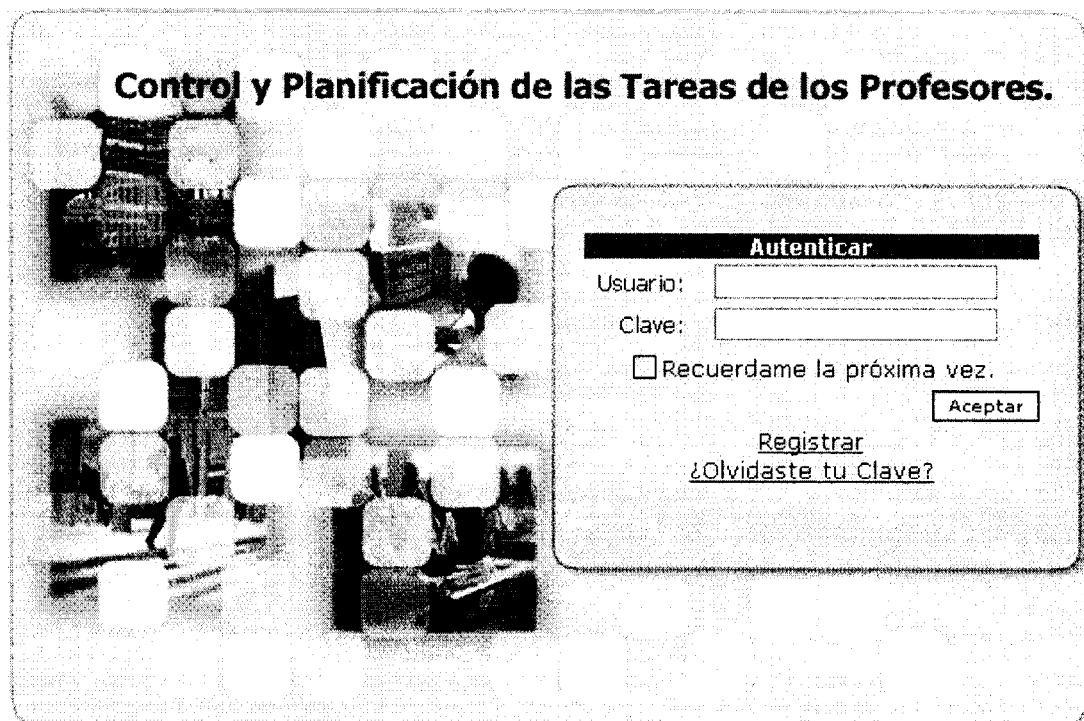 Control y Planificación de las Tareas de los Profesores.
Autenticar
Usuario:
Clave:
Recuerdame la próxima vez.
Aceptar
Registrar
¿Olvidaste tu Clave?